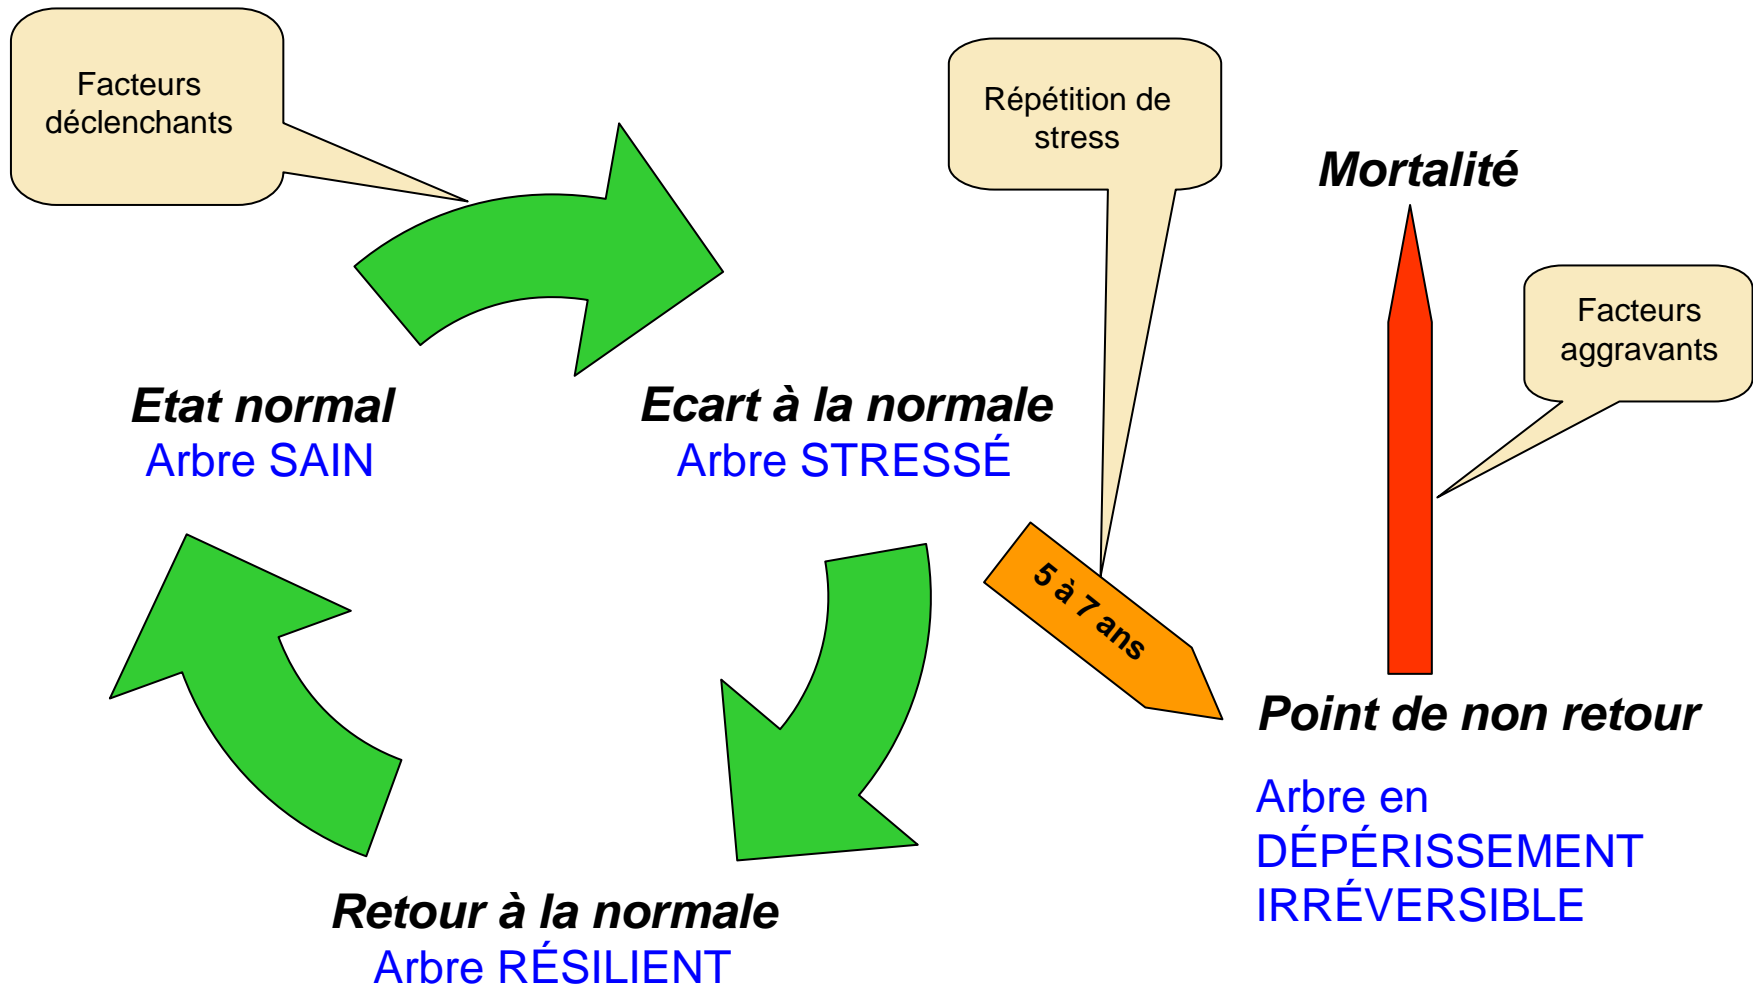 Facteurs
déclenchants
Répétition de
stress
Mortalité
Facteurs
aggravants
Etat normal
Arbre SAIN
Ecart à la normale
Arbre STRESSÉ
5 à 7 ans
Point de non retour
Arbre en
DÉPÉRISSEMENT
IRRÉVERSIBLE
Retour à la normale
Arbre RÉSILIENT